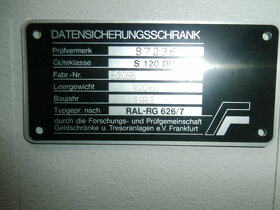 DATENSICHERUNGSSCHRANK
Prüfvermerk
Güteklasse S 120 DI
Fabr.-Nr.
Leergewicht
Baujahr
Typgepr. nach RAL-RG 626/7
durch die Forschungs- und Prüfgemeinschaft
Geldschränke u. Tresoranlagen e.V. Frankfurt